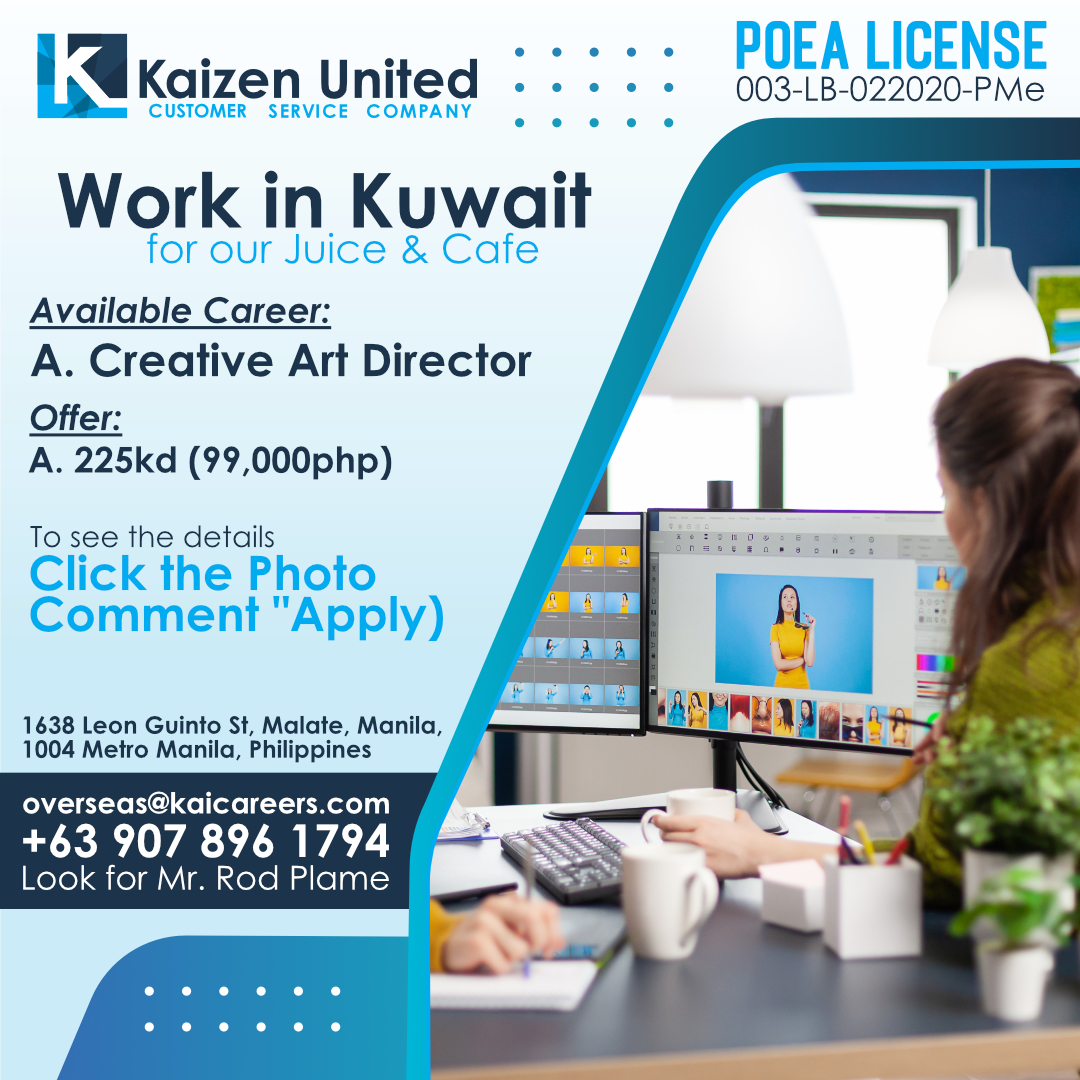 K Kaizen United
CUSTOMER SERVICE COMPANY
POEA LICENSE
003-LB-022020-PMe
Work in Kuwait
for our Juice & Cafe
Available Career:
A. Creative Art Director
Offer:
A. 225kd (99,000php)
To see the details
Click the Photo
Comment "Apply)
1638 Leon Guinto St, Malate, Manila,
1004 Metro Manila, Philippines
overseas@kaicareers.com
+63 907 896 1794
Look for Mr. Rod Plame